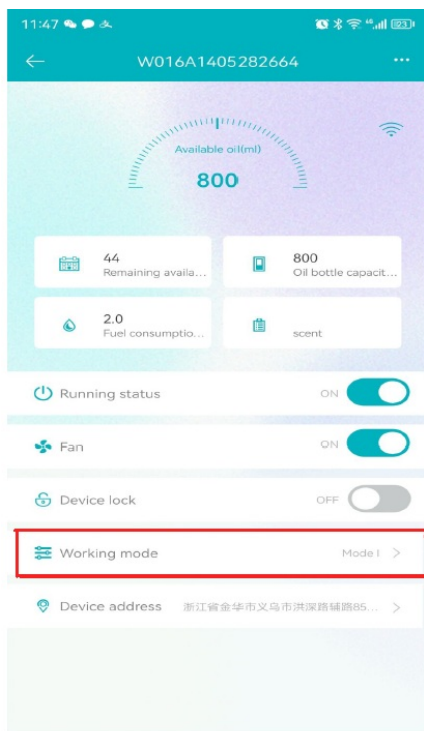 11:47
W016A1405282664
Available oil(ml)
800
44
Remaining availa...
800
Oil bottle capacit...
2.0
Fuel consumptio...
scent
Running status ON
Fan ON
Device lock OFF
Working mode Mode I >
Device address 浙江省金华市义乌市洪深路辅路85... >